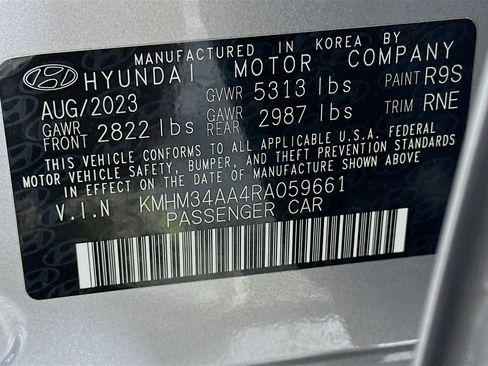 MANUFACTURED IN KOREA BY
HYUNDAI MOTOR COMPANY
AUG/2023 GVWR 5313 lbs PAINT R9S
GAWR FRONT 2822 lbs GAWR REAR 2987 lbs TRIM RNE
THIS VEHICLE CONFORMS TO ALL APPLICABLE U.S.A. FEDERAL
MOTOR VEHICLE SAFETY, BUMPER, AND THEFT PREVENTION STANDARDS
IN EFFECT ON THE DATE OF MANUFACTURE SHOWN ABOVE.
V.I.N KMHM34AA4RA059661
PASSENGER CAR